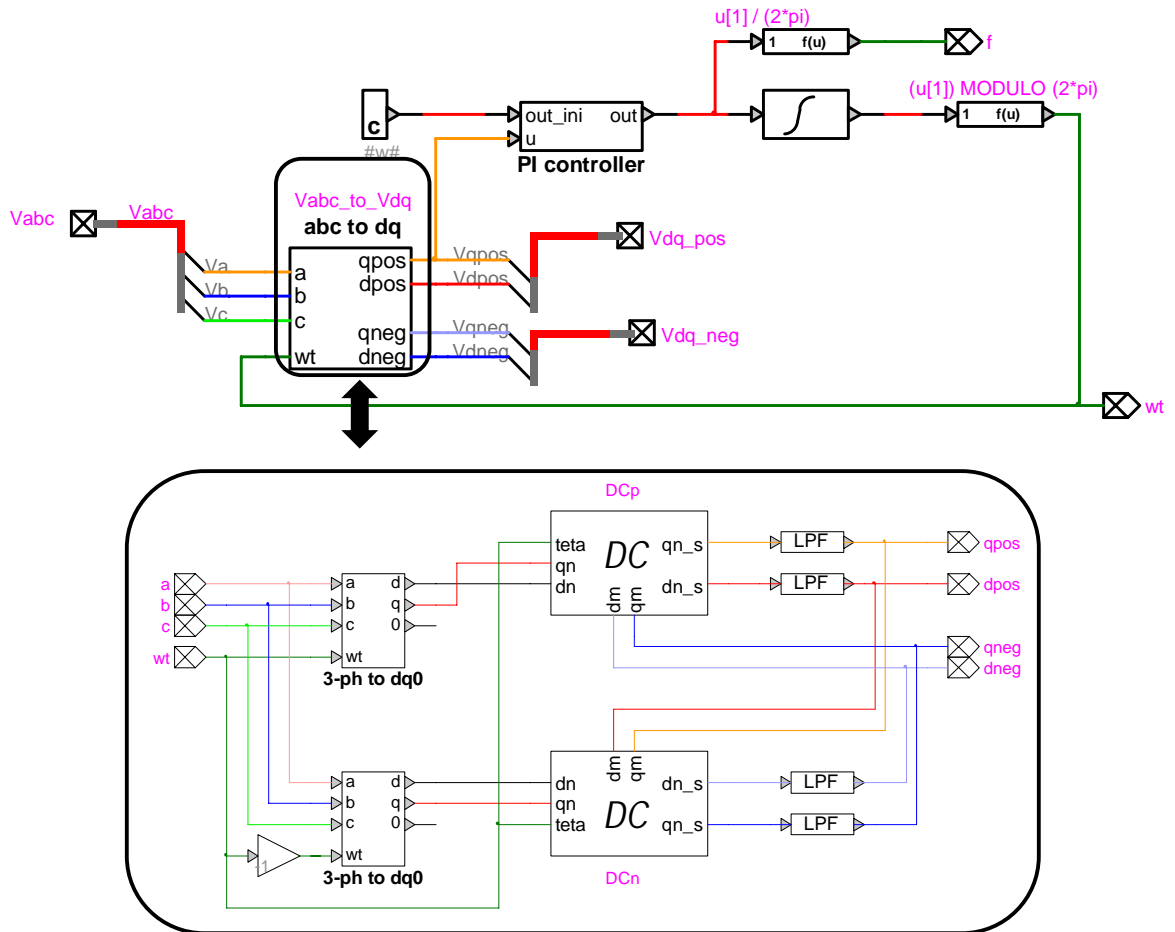 u[1] / (2*pi)
1 f(u)
f
(u[1]) MODULO (2*pi)
1 f(u)
c
#w#
out_ini out
u
PI controller
Vabc_to_Vdq
abc to dq
Vabc
Vabc
Va
Vb
Vc
a
b
c
wt
qpos
dpos
qneg
dneg
Vqpos
Vdpos
Vqneg
Vdneg
Vdq_pos
Vdq_neg
wt
DCp
teta
qn
dn
DC
qn_s
dn_s
dm
qm
LPF
LPF
qpos
dpos
qneg
dneg
a
b
c
wt
a d
b q
c 0
wt
3-ph to dq0
a d
b q
c 0
wt
-1
3-ph to dq0
dm
qm
dn
qn
teta
DC
dn_s
qn_s
LPF
LPF
DCn